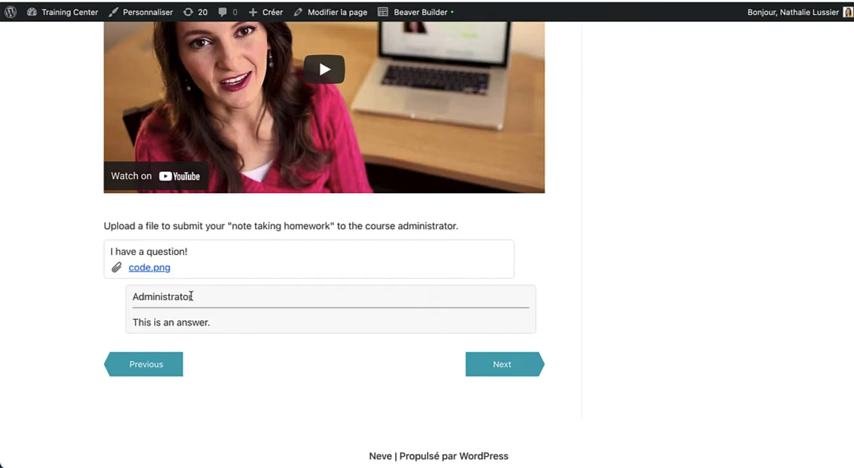 Training Center Personnaliser 20 0 Créer Modifier la page Beaver Builder Bonjour, Nathalie Lussier
Watch on YouTube
Upload a file to submit your "note taking homework" to the course administrator.
I have a question!
code.png
Administrator
This is an answer.
Previous Next
Neve | Propulsé par WordPress